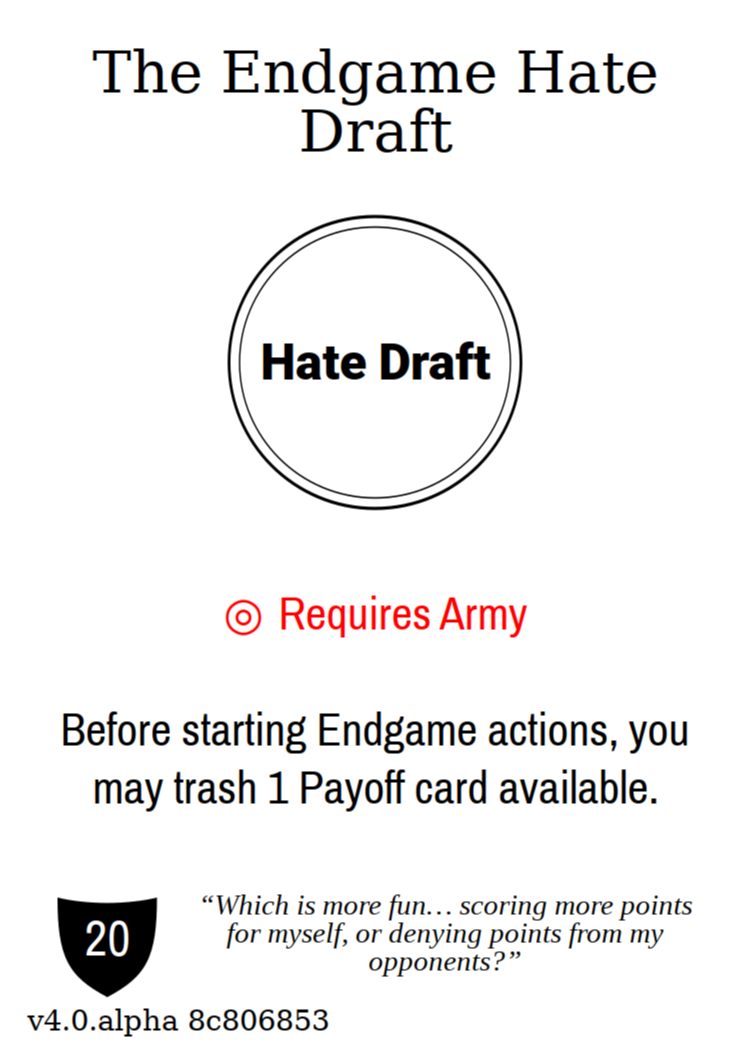 The Endgame Hate
Draft
Hate Draft
◎ Requires Army
Before starting Endgame actions, you
may trash 1 Payoff card available.
20
“Which is more fun… scoring more points
for myself, or denying points from my
opponents?”
v4.0.alpha 8c806853